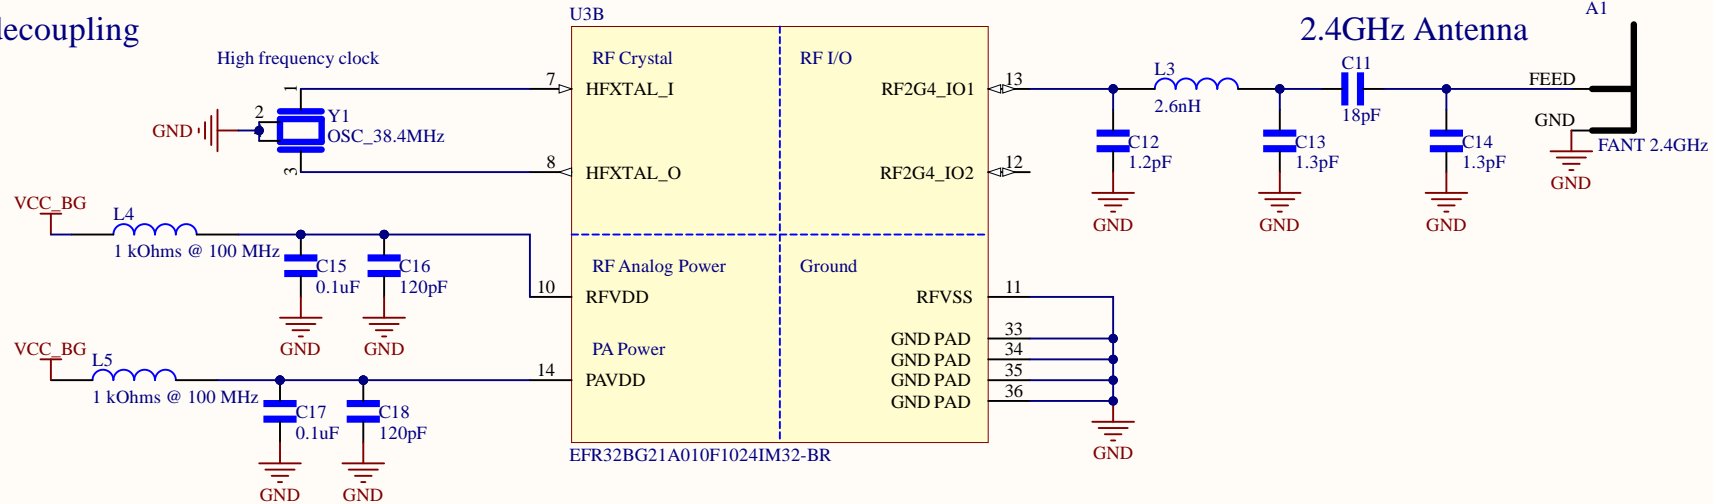 decoupling
High frequency clock
1
2
Y1
OSC_38.4MHz
GND
3
7
8
U3B
RF Crystal
RF I/O
HFXTAL_I
RF2G4_IO1
HFXTAL_O
RF2G4_IO2
13
12
2.4GHz Antenna
A1
L3
2.6nH
C11
18pF
FEED
GND
C12
1.2pF
C13
1.3pF
C14
1.3pF
FANT 2.4GHz
GND
GND
GND
GND
VCC_BG
L4
1 kOhms @ 100 MHz
C15
0.1uF
C16
120pF
GND
GND
10
RF Analog Power
Ground
RFVDD
RFVSS
11
GND PAD
33
GND PAD
34
GND PAD
35
GND PAD
36
GND
VCC_BG
L5
1 kOhms @ 100 MHz
C17
0.1uF
C18
120pF
GND
GND
14
PA Power
PAVDD
EFR32BG21A010F1024IM32-BR